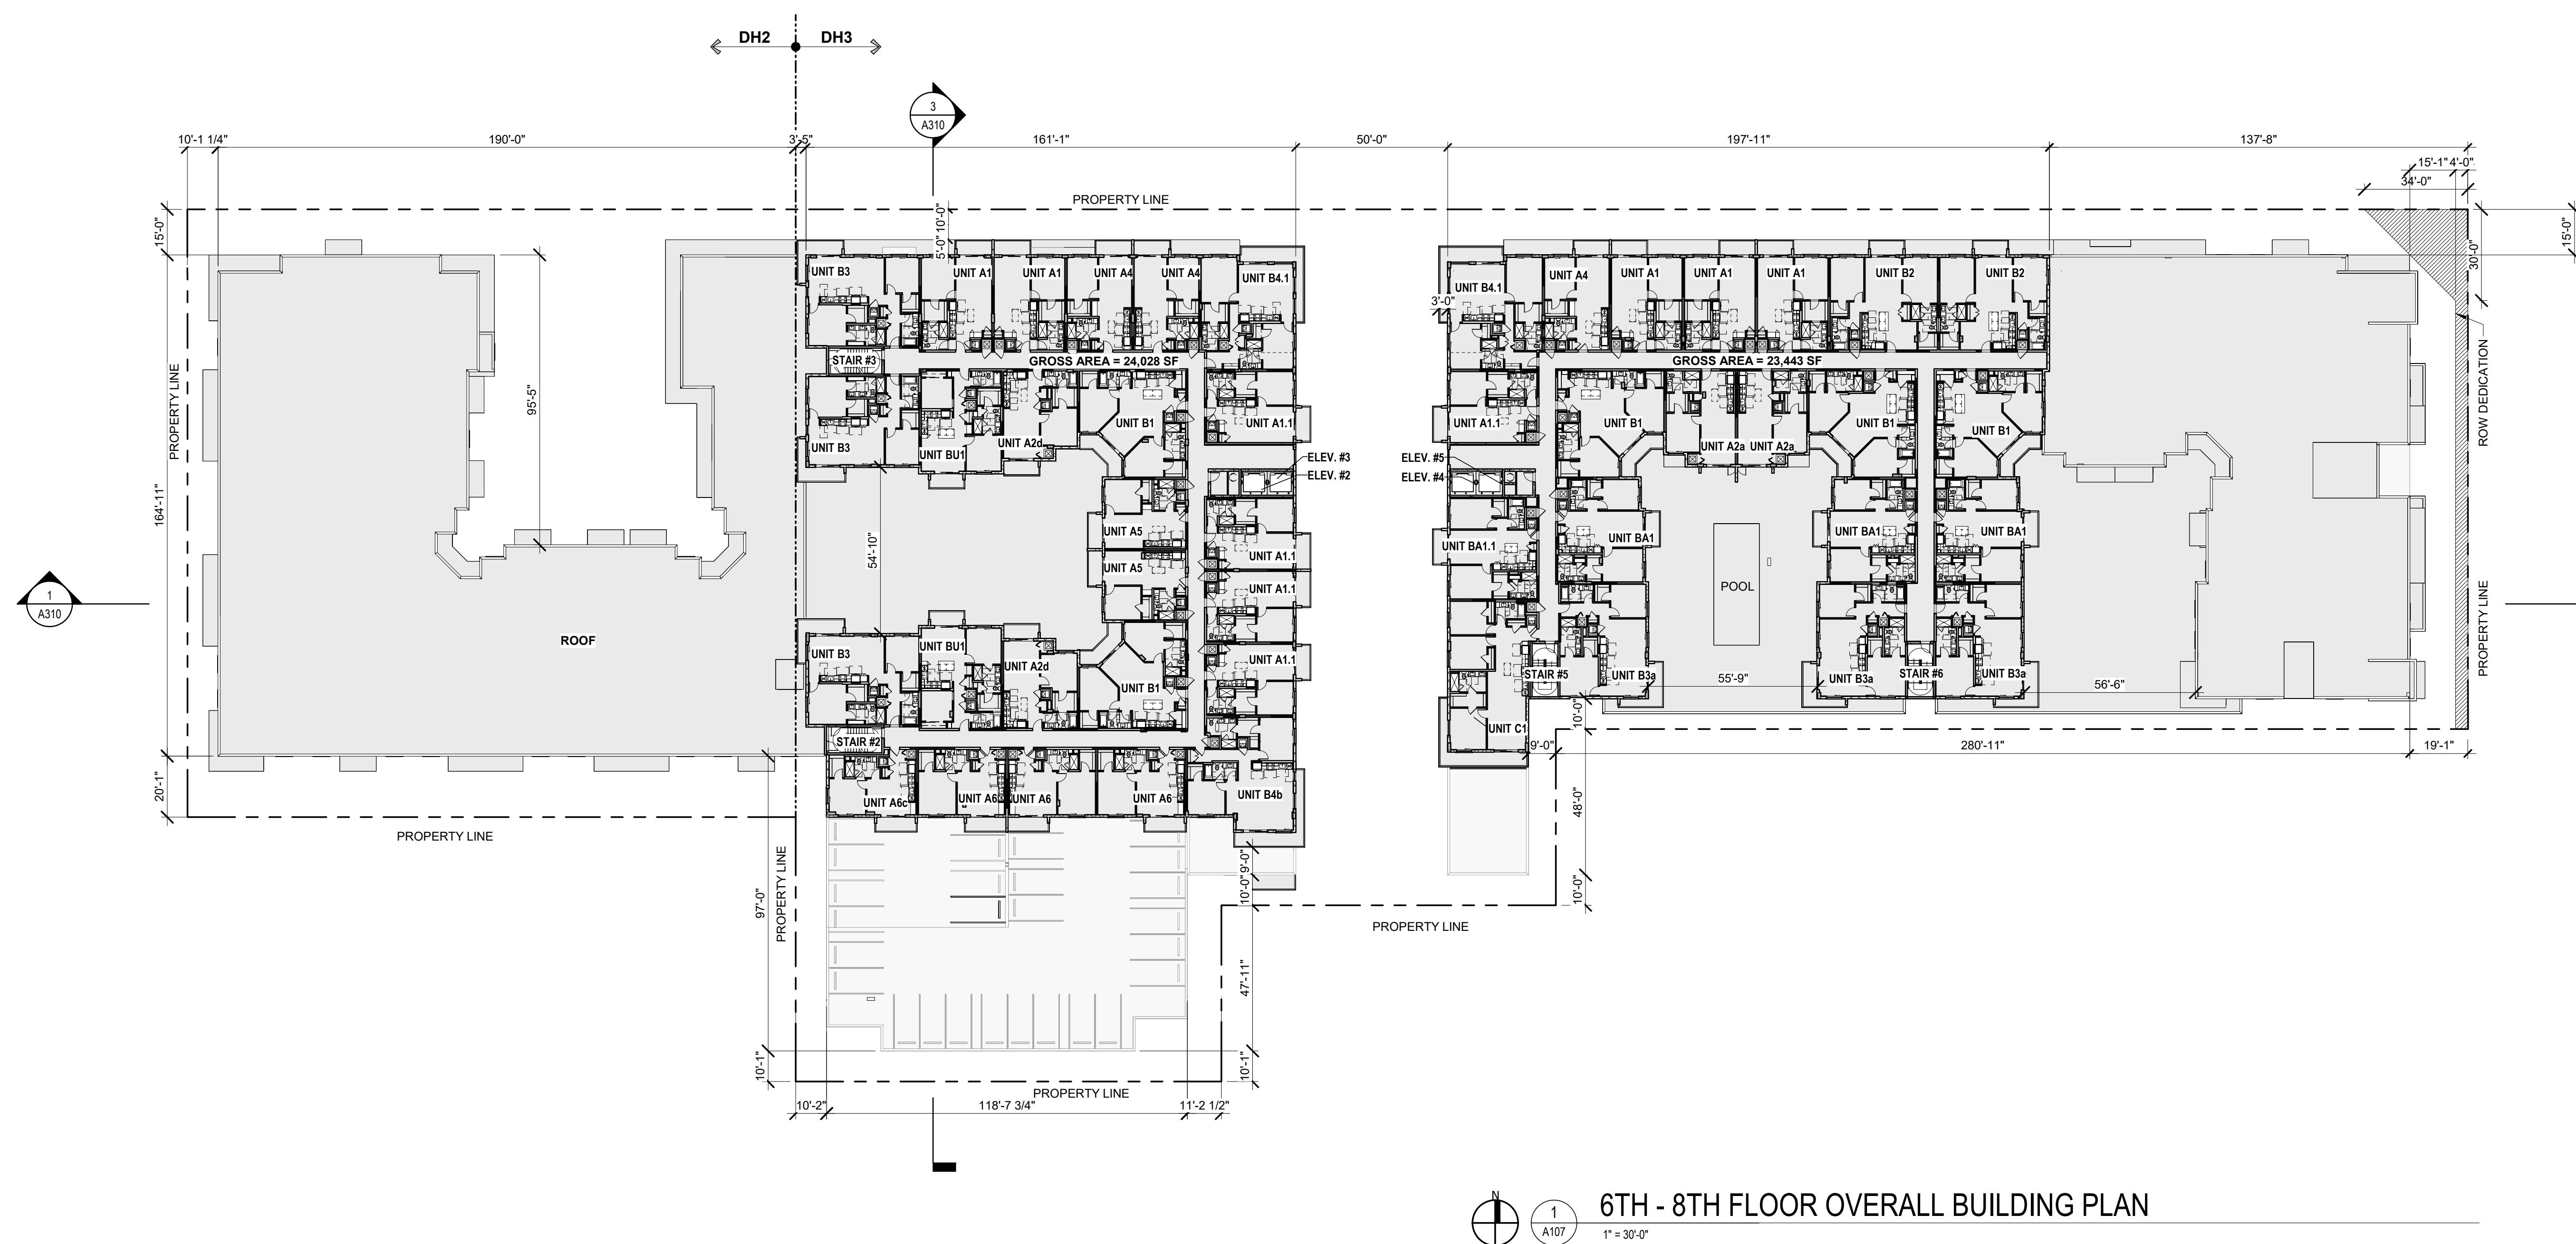 DH2
DH3
3
A310
10'-1 1/4"
190'-0"
3'-5"
161'-1"
50'-0"
197'-11"
137'-8"
15'-1"
4'-0"
34'-0"
PROPERTY LINE
15'-0"
10'-0"
5'-0"
30'-0"
15'-0"
UNIT B3
UNIT A1
UNIT A1
UNIT A4
UNIT A4
UNIT B4.1
UNIT B4.1
UNIT A4
UNIT A1
UNIT A1
UNIT A1
UNIT B2
UNIT B2
3'-0"
STAIR #3
GROSS AREA = 24,028 SF
GROSS AREA = 23,443 SF
PROPERTY LINE
95'-5"
ROW DEDICATION
UNIT B3
UNIT BU1
UNIT A2d
UNIT B1
UNIT A1.1
UNIT A1.1
UNIT B1
UNIT A2a
UNIT A2a
UNIT B1
UNIT B1
ELEV. #3
ELEV. #2
ELEV. #5
ELEV. #4
164'-11"
54'-10"
UNIT A5
UNIT A5
UNIT A1.1
UNIT A1.1
UNIT BA1.1
UNIT BA1
UNIT BA1
UNIT BA1
POOL
1
A310
ROOF
PROPERTY LINE
UNIT B3
UNIT BU1
UNIT A2d
UNIT B1
UNIT A1.1
STAIR #5
UNIT B3a
55'-9"
UNIT B3a
STAIR #6
UNIT B3a
56'-6"
10'-0"
STAIR #2
UNIT C1
9'-0"
280'-11"
19'-1"
20'-1"
UNIT A6c
UNIT A6
UNIT A6
UNIT A6
UNIT B4b
48'-0"
PROPERTY LINE
PROPERTY LINE
97'-0"
9'-0"
10'-0"
10'-0"
PROPERTY LINE
47'-11"
10'-1"
10'-1"
PROPERTY LINE
10'-2"
118'-7 3/4"
11'-2 1/2"
N
1
A107
6TH - 8TH FLOOR OVERALL BUILDING PLAN
1" = 30'-0"